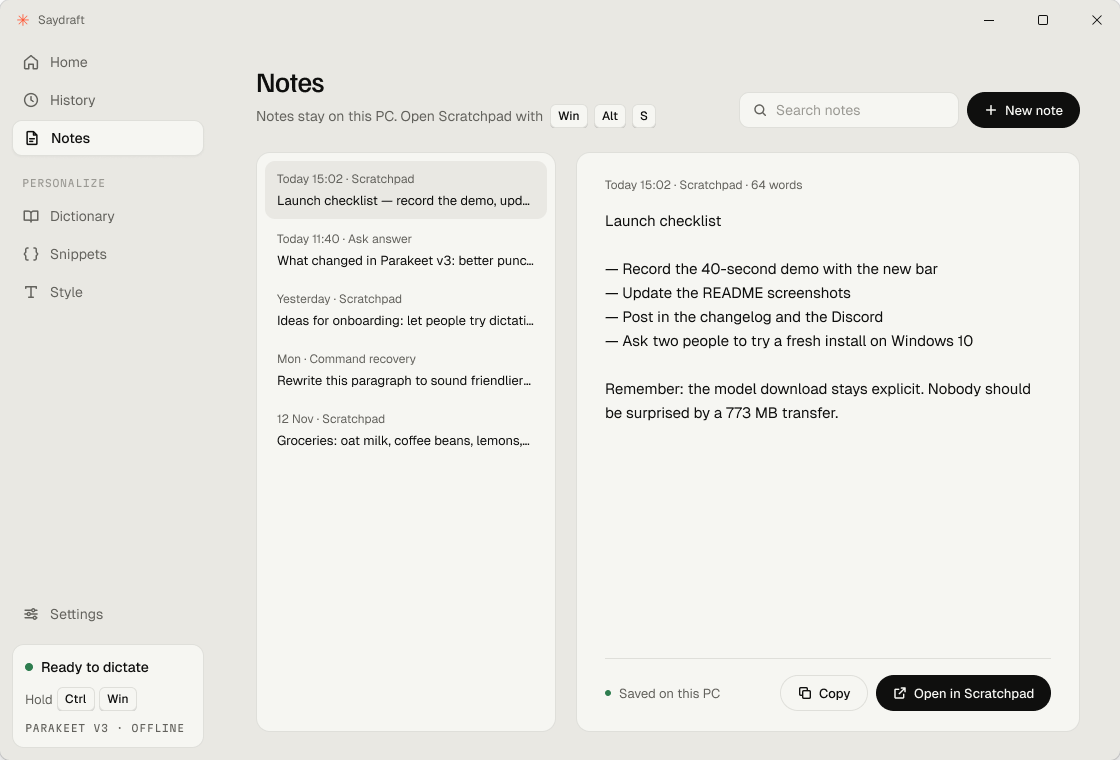 Saydraft
Home
History
Notes
PERSONALIZE
Dictionary
Snippets
Style
Settings
Ready to dictate
Hold Ctrl Win
PARAKEET V3 · OFFLINE
Notes
Notes stay on this PC. Open Scratchpad with Win Alt S
Search notes
New note
Today 15:02 · Scratchpad
Launch checklist — record the demo, upd…
Today 11:40 · Ask answer
What changed in Parakeet v3: better punc…
Yesterday · Scratchpad
Ideas for onboarding: let people try dictati…
Mon · Command recovery
Rewrite this paragraph to sound friendlier…
12 Nov · Scratchpad
Groceries: oat milk, coffee beans, lemons,…
Today 15:02 · Scratchpad · 64 words
Launch checklist
— Record the 40-second demo with the new bar
— Update the README screenshots
— Post in the changelog and the Discord
— Ask two people to try a fresh install on Windows 10
Remember: the model download stays explicit. Nobody should
be surprised by a 773 MB transfer.
Saved on this PC
Copy
Open in Scratchpad